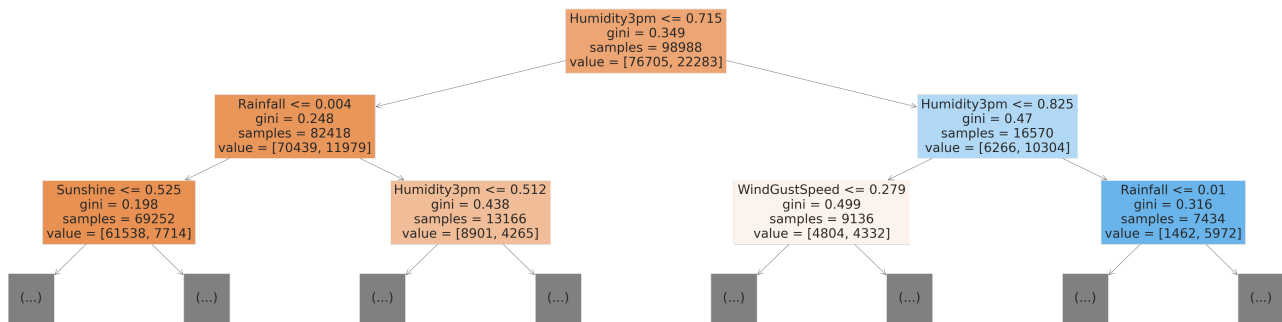 Humidity3pm <= 0.715
gini = 0.349
samples = 98988
value = [76705, 22283]
Rainfall <= 0.004
gini = 0.248
samples = 82418
value = [70439, 11979]
Humidity3pm <= 0.825
gini = 0.47
samples = 16570
value = [6266, 10304]
Sunshine <= 0.525
gini = 0.198
samples = 69252
value = [61538, 7714]
Humidity3pm <= 0.512
gini = 0.438
samples = 13166
value = [8901, 4265]
WindGustSpeed <= 0.279
gini = 0.499
samples = 9136
value = [4804, 4332]
Rainfall <= 0.01
gini = 0.316
samples = 7434
value = [1462, 5972]
(...)
(...)
(...)
(...)
(...)
(...)
(...)
(...)